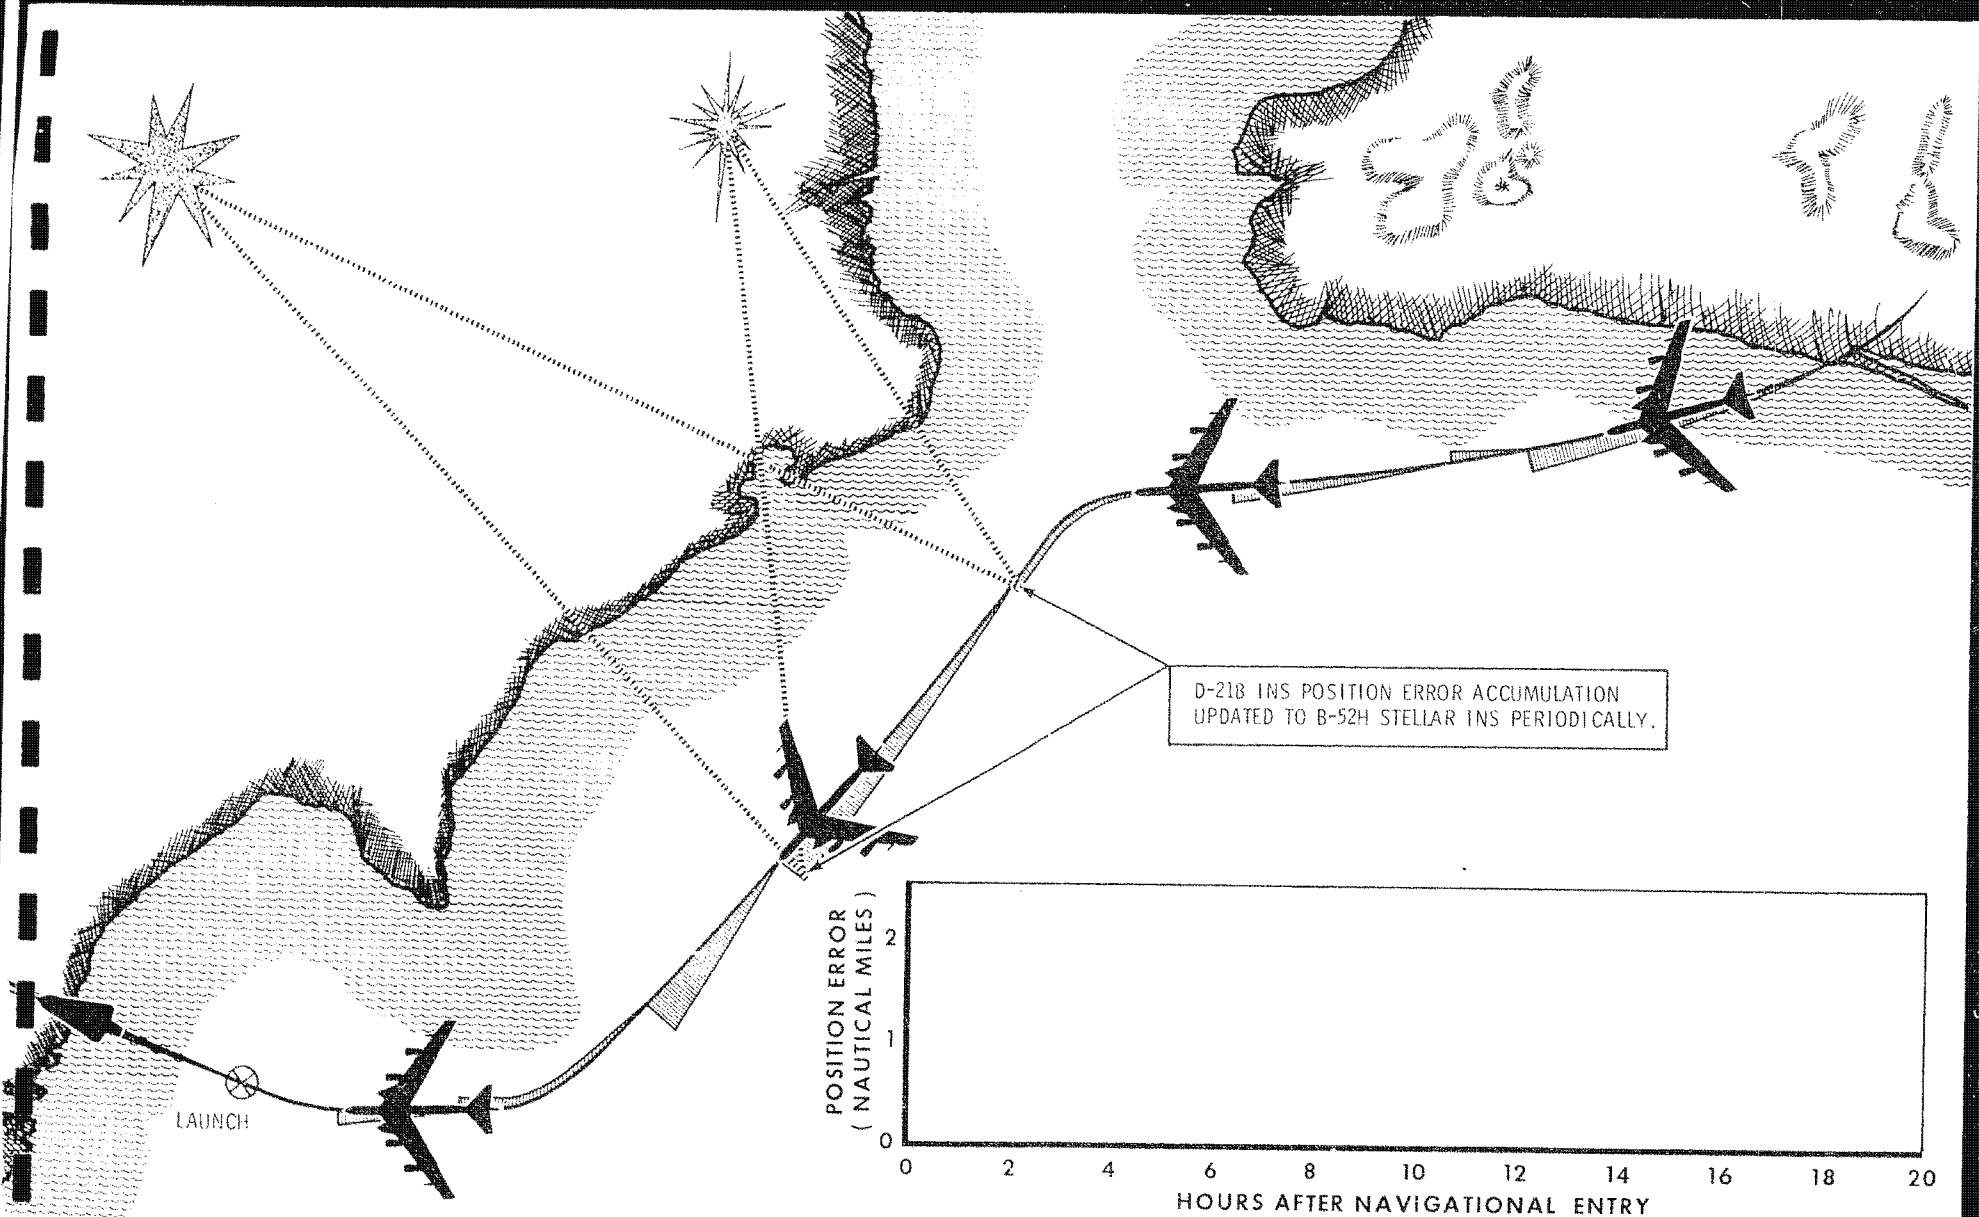 D-21B INS POSITION ERROR ACCUMULATION
UPDATED TO B-52H STELLAR INS PERIODICALLY.
LAUNCH
POSITION ERROR
( NAUTICAL MILES )
2
1
0
0 2 4 6 8 10 12 14 16 18 20
HOURS AFTER NAVIGATIONAL ENTRY